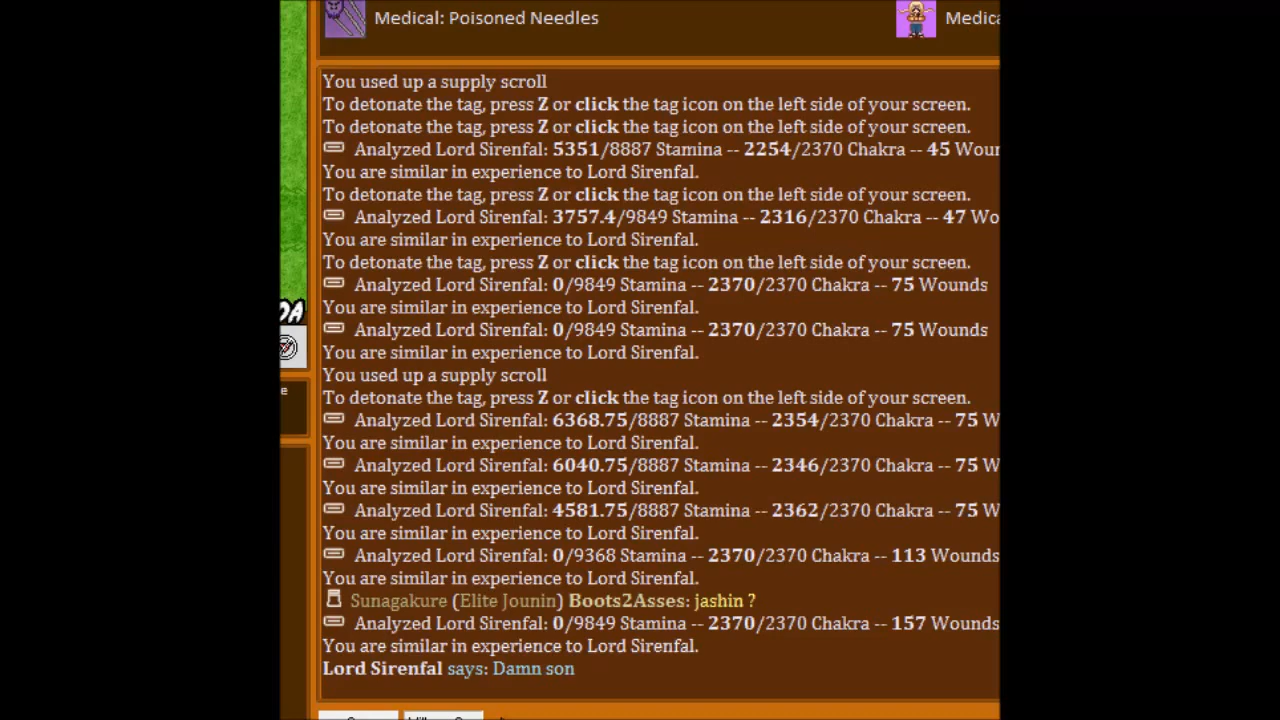 Medical: Poisoned Needles
Medica
You used up a supply scroll
To detonate the tag, press Z or click the tag icon on the left side of your screen.
To detonate the tag, press Z or click the tag icon on the left side of your screen.
Analyzed Lord Sirenfal: 5351/8887 Stamina -- 2254/2370 Chakra -- 45 Woun
You are similar in experience to Lord Sirenfal.
To detonate the tag, press Z or click the tag icon on the left side of your screen.
Analyzed Lord Sirenfal: 3757.4/9849 Stamina -- 2316/2370 Chakra -- 47 Wo
You are similar in experience to Lord Sirenfal.
To detonate the tag, press Z or click the tag icon on the left side of your screen.
Analyzed Lord Sirenfal: 0/9849 Stamina -- 2370/2370 Chakra -- 75 Wounds
You are similar in experience to Lord Sirenfal.
Analyzed Lord Sirenfal: 0/9849 Stamina -- 2370/2370 Chakra -- 75 Wounds
You are similar in experience to Lord Sirenfal.
You used up a supply scroll
To detonate the tag, press Z or click the tag icon on the left side of your screen.
Analyzed Lord Sirenfal: 6368.75/8887 Stamina -- 2354/2370 Chakra -- 75 W
You are similar in experience to Lord Sirenfal.
Analyzed Lord Sirenfal: 6040.75/8887 Stamina -- 2346/2370 Chakra -- 75 W
You are similar in experience to Lord Sirenfal.
Analyzed Lord Sirenfal: 4581.75/8887 Stamina -- 2362/2370 Chakra -- 75 W
You are similar in experience to Lord Sirenfal.
Analyzed Lord Sirenfal: 0/9368 Stamina -- 2370/2370 Chakra -- 113 Wounds
You are similar in experience to Lord Sirenfal.
Sunagakure (Elite Jounin) Boots2Asses: jashin ?
Analyzed Lord Sirenfal: 0/9849 Stamina -- 2370/2370 Chakra -- 157 Wounds
You are similar in experience to Lord Sirenfal.
Lord Sirenfal says: Damn son